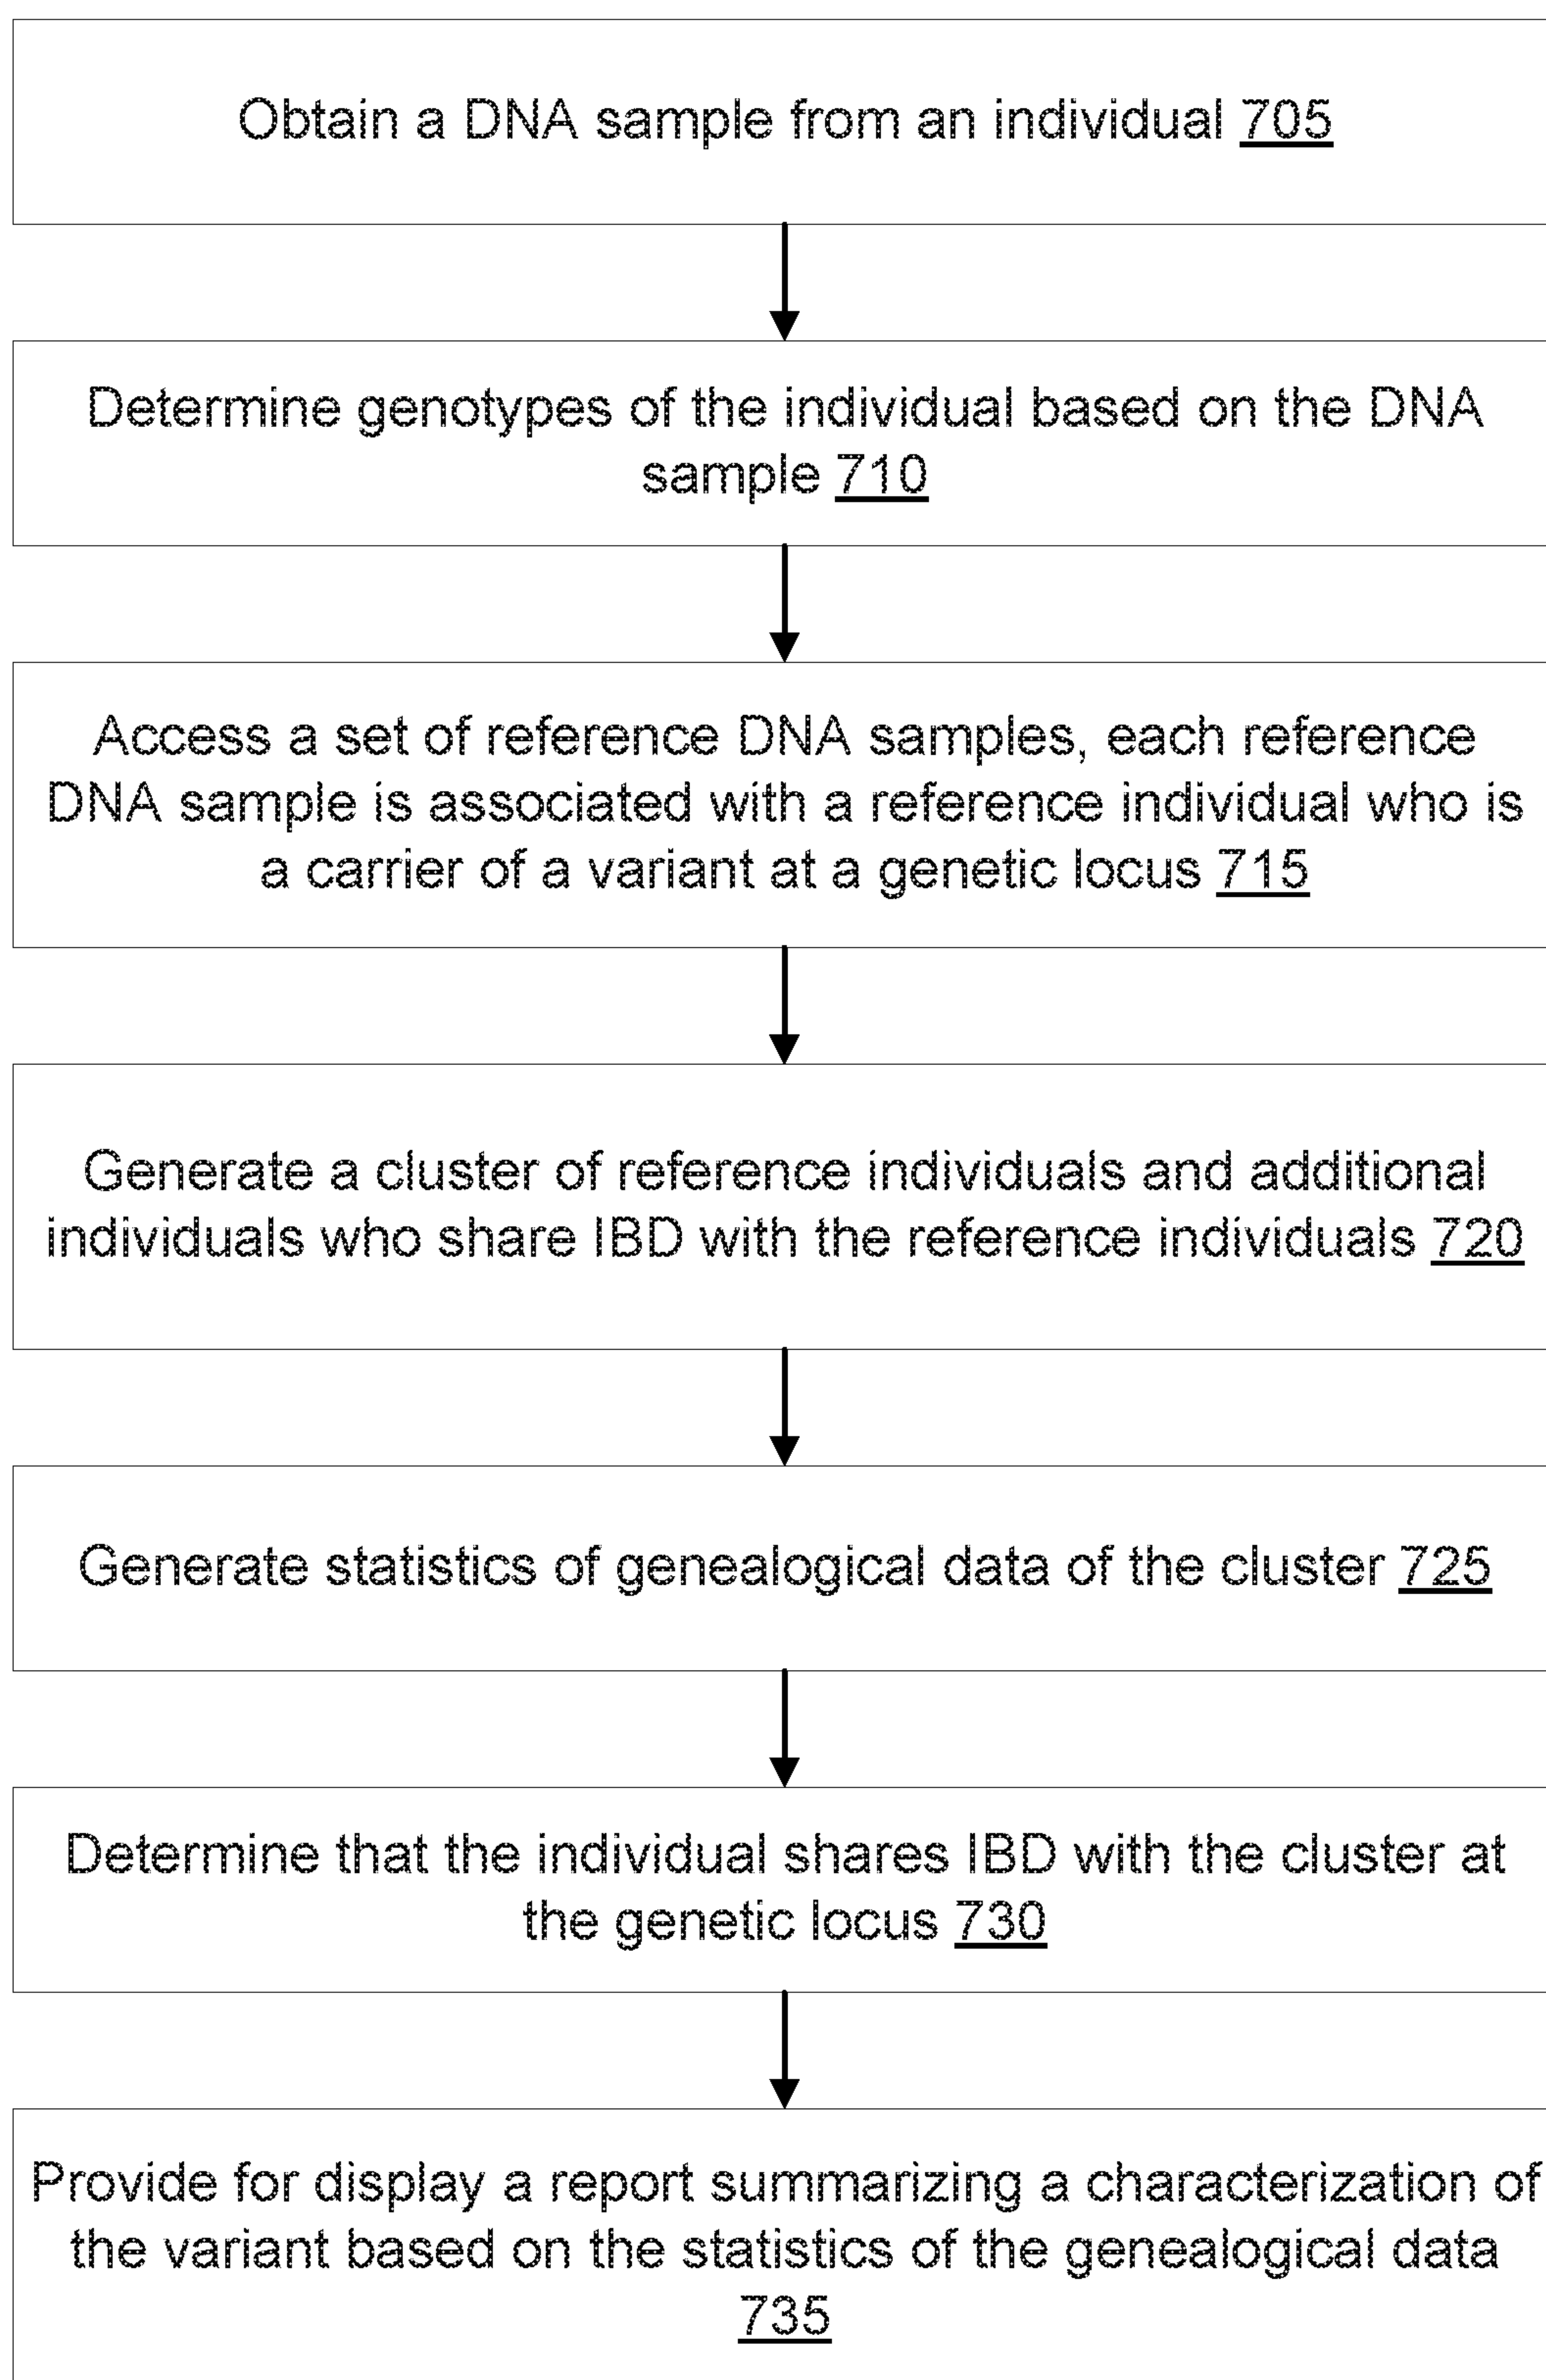 Obtain a DNA sample from an individual 705
Determine genotypes of the individual based on the DNA
sample 710
Access a set of reference DNA samples, each reference
DNA sample is associated with a reference individual who is
a carrier of a variant at a genetic locus 715
Generate a cluster of reference individuals and additional
individuals who share IBD with the reference individuals 720
Generate statistics of genealogical data of the cluster 725
Determine that the individual shares IBD with the cluster at
the genetic locus 730
Provide for display a report summarizing a characterization of
the variant based on the statistics of the genealogical data
735